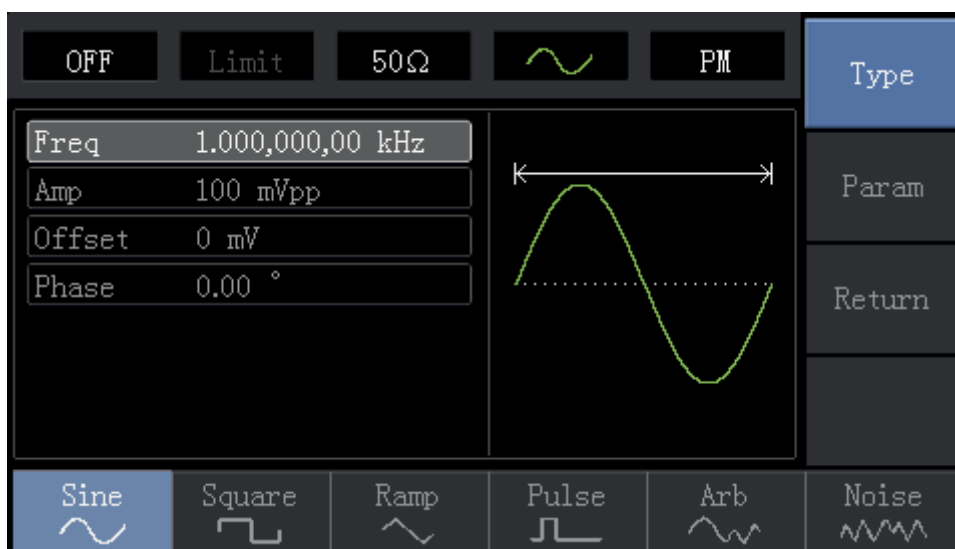 OFF Limit 50Ω PM Type
Freq 1.000,000,00 kHz
Amp 100 mVpp
Param
Offset 0 mV
Phase 0.00 °
Return
Sine Square Ramp Pulse Arb Noise